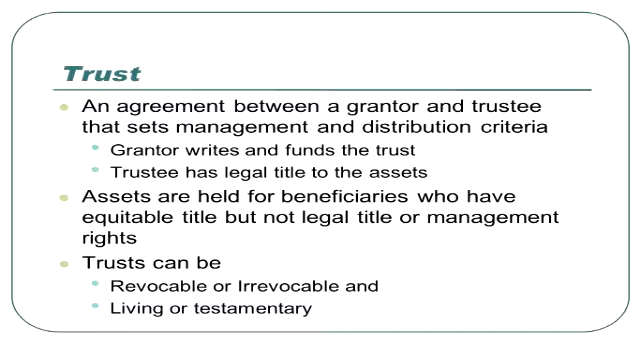 Trust
An agreement between a grantor and trustee
that sets management and distribution criteria
Grantor writes and funds the trust
Trustee has legal title to the assets
Assets are held for beneficiaries who have
equitable title but not legal title or management
rights
Trusts can be
Revocable or Irrevocable and
Living or testamentary